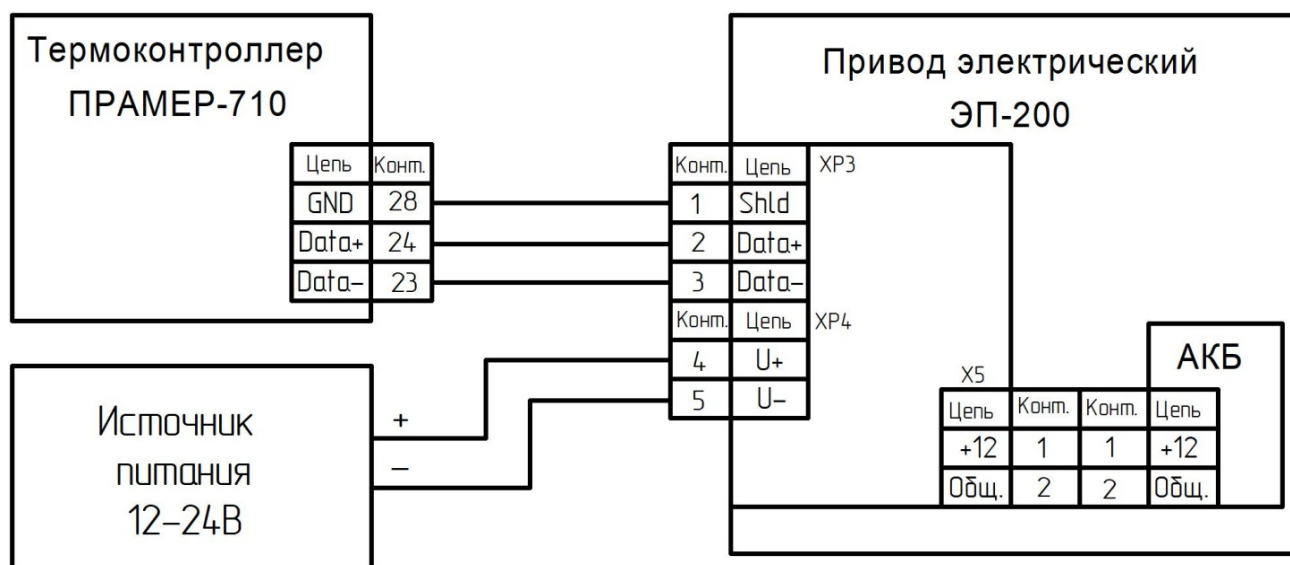 Термоконтроллер
ПРАМЕР-710
Цепь Конт.
GND 28
Data+ 24
Data- 23
Источник
питания
12-24В
+
-
Привод электрический
ЭП-200
Конт. Цепь XP3
1 Shld
2 Data+
3 Data-
Конт. Цепь XP4
4 U+
5 U-
X5
Цепь Конт. Конт. Цепь
+12 1 1 +12
Общ. 2 2 Общ.
АКБ